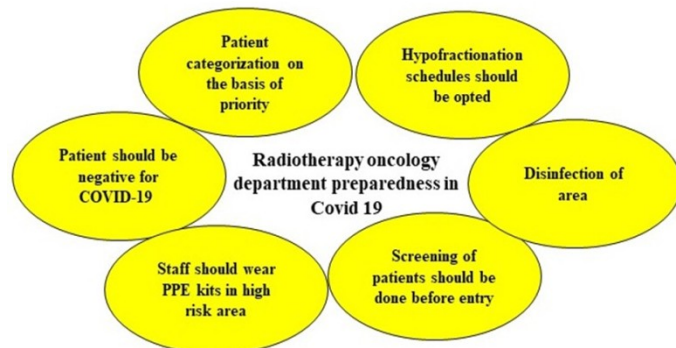 Patient
categorization on
the basis of
priority
Hypofractionation
schedules should
be opted
Patient should be
negative for
COVID-19
Radiotherapy oncology
department preparedness in
Covid 19
Disinfection of
area
Staff should wear
PPE kits in high
risk area
Screening of
patients should be
done before entry